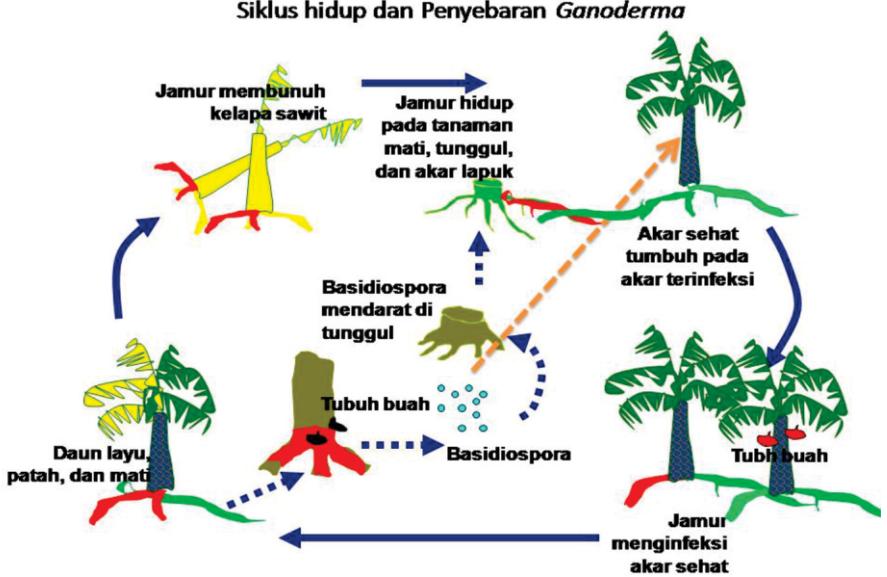 Siklus hidup dan Penyebaran Ganoderma
Jamur membunuh
kelapa sawit
Jamur hidup
pada tanaman
mati, tunggul,
dan akar lapuk
Akar sehat
tumbuh pada
akar terinfeksi
Basidiospora
mendarat di
tunggul
Tubuh buah
Basidiospora
Daun layu,
patah, dan mati
Tubh buah
Jamur
menginfeksi
akar sehat